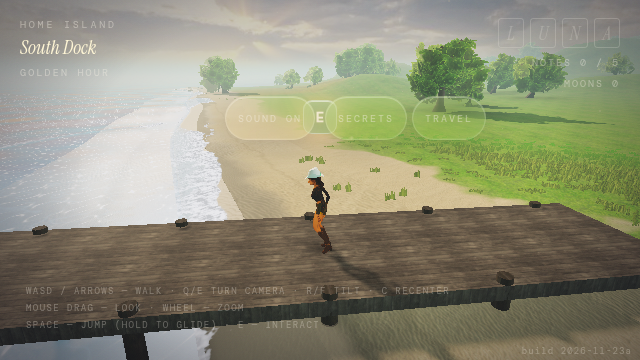 HOME ISLAND
South Dock
GOLDEN HOUR
LUNA
NOTES 0 / 5
MOONS 0
SOUND ON
E
SECRETS
TRAVEL
WASD / ARROWS — WALK · Q/E TURN CAMERA · R/F TILT · C RECENTER
MOUSE DRAG — LOOK · WHEEL — ZOOM
SPACE — JUMP (HOLD TO GLIDE) · E — INTERACT
build 2026-11-23a